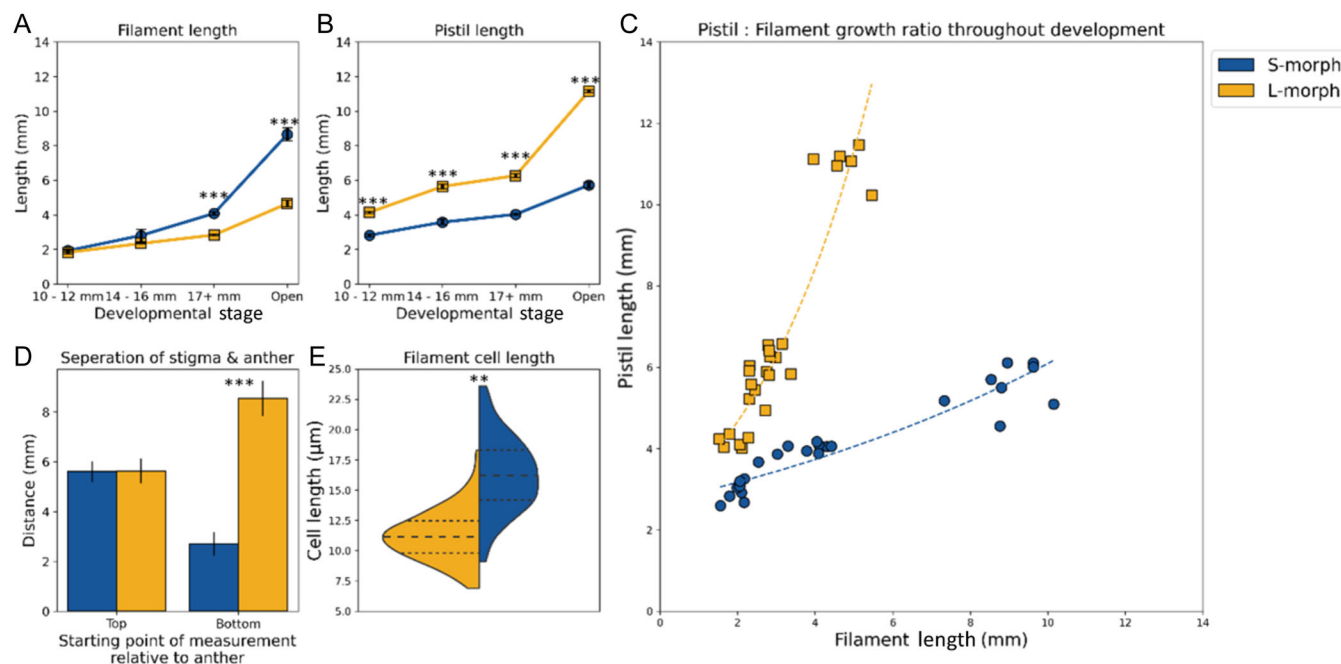 A
Filament length
14
12
10
8
6
4
2
0
Length (mm)
***
***
10 - 12 mm
14 - 16 mm
17+ mm
Open
Developmental stage
B
Pistil length
14
12
10
8
6
4
2
0
Length (mm)
***
***
***
***
10 - 12 mm
14 - 16 mm
17+ mm
Open
Developmental stage
C
Pistil : Filament growth ratio throughout development
14
12
10
8
6
4
2
0
Pistil length (mm)
0
2
4
6
8
10
12
14
Filament length (mm)
S-morph
L-morph
D
Seperation of stigma & anther
8
6
4
2
0
Distance (mm)
***
Top
Bottom
Starting point of measurement
relative to anther
E
Filament cell length
25.0
22.5
20.0
17.5
15.0
12.5
10.0
7.5
5.0
Cell length (µm)
**